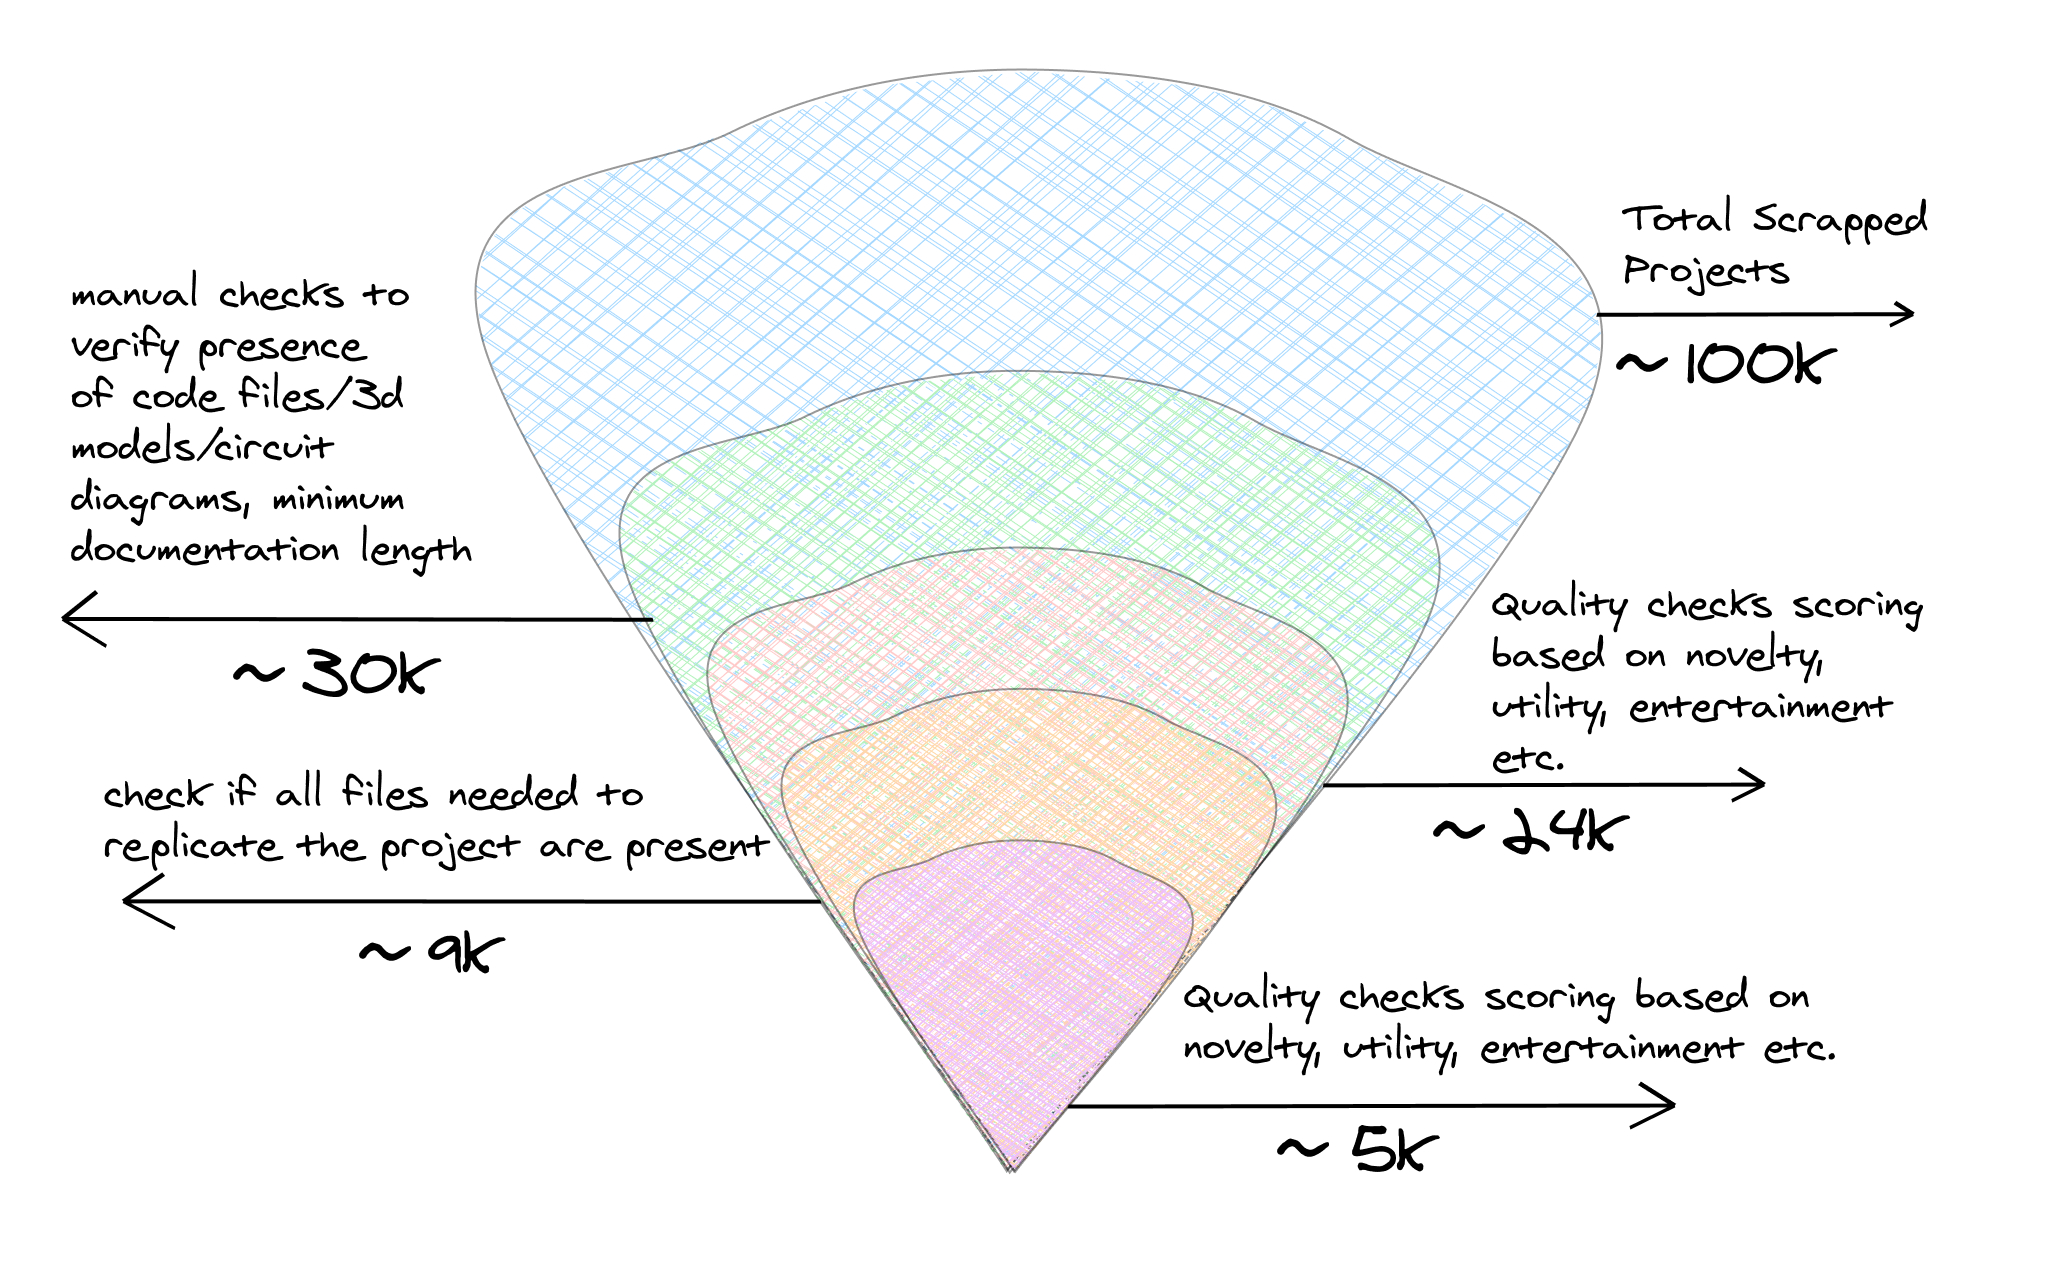 Total Scrapped
Projects
~ 100K
manual checks to
verify presence
of code files/3d
models/circuit
diagrams, minimum
documentation length
~ 30K
Quality checks scoring
based on novelty,
utility, entertainment
etc.
~ 24K
check if all files needed to
replicate the project are present
~ 9K
Quality checks scoring based on
novelty, utility, entertainment etc.
~ 5K